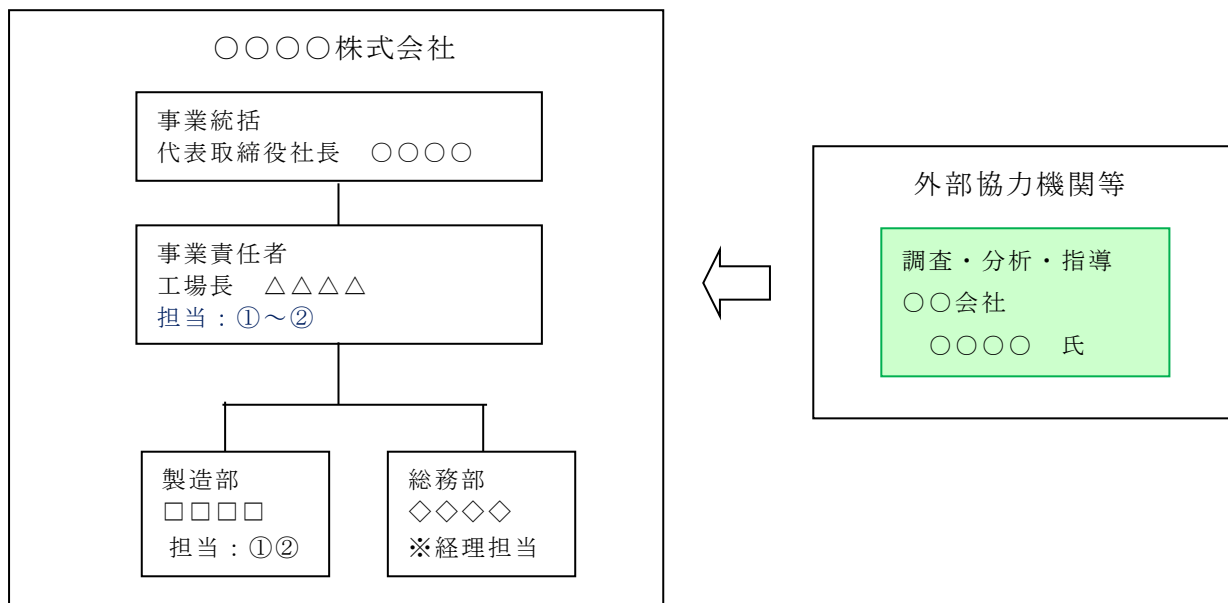 ○○○○株式会社
事業統括
代表取締役社長　○○○○
事業責任者
工場長　△△△△
担当：①～②
製造部
□□□□
担当：①②
総務部
◇◇◇◇
※経理担当
外部協力機関等
調査・分析・指導
○○会社
○○○○　氏